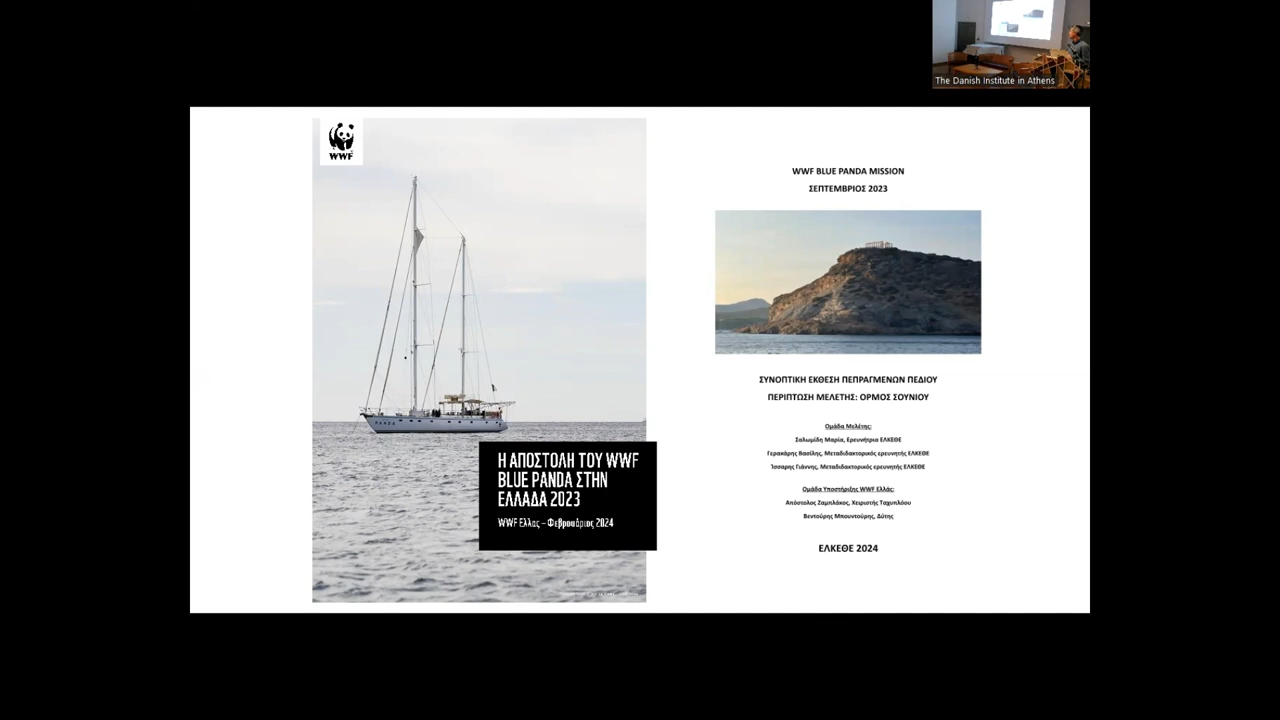 The Danish Institute in Athens
WWF
PANDA
Η ΑΠΟΣΤΟΛΗ ΤΟΥ WWF
BLUE PANDA ΣΤΗΝ
ΕΛΛΑΔΑ 2023
WWF Ελλας – Φεβρουάριος 2024
WWF BLUE PANDA MISSION
ΣΕΠΤΕΜΒΡΙΟΣ 2023
ΣΥΝΟΠΤΙΚΗ ΕΚΘΕΣΗ ΠΕΠΡΑΓΜΕΝΩΝ ΠΕΔΙΟΥ
ΠΕΡΙΠΤΩΣΗ ΜΕΛΕΤΗΣ: ΟΡΜΟΣ ΣΟΥΝΙΟΥ
Ομάδα Μελέτης:
Σαλωμίδη Μαρία, Ερευνήτρια ΕΛΚΕΘΕ
Γερακάρης Βασίλης, Μεταδιδακτορικός ερευνητής ΕΛΚΕΘΕ
Ίσσαρης Γιάννης, Μεταδιδακτορικός ερευνητής ΕΛΚΕΘΕ
Ομάδα Υποστήριξης WWF Ελλάς:
Απόστολος Ζαμπλάκος, Χειριστής Ταχυπλόου
Βεντούρης Μπουντούρης, Δύτης
ΕΛΚΕΘΕ 2024